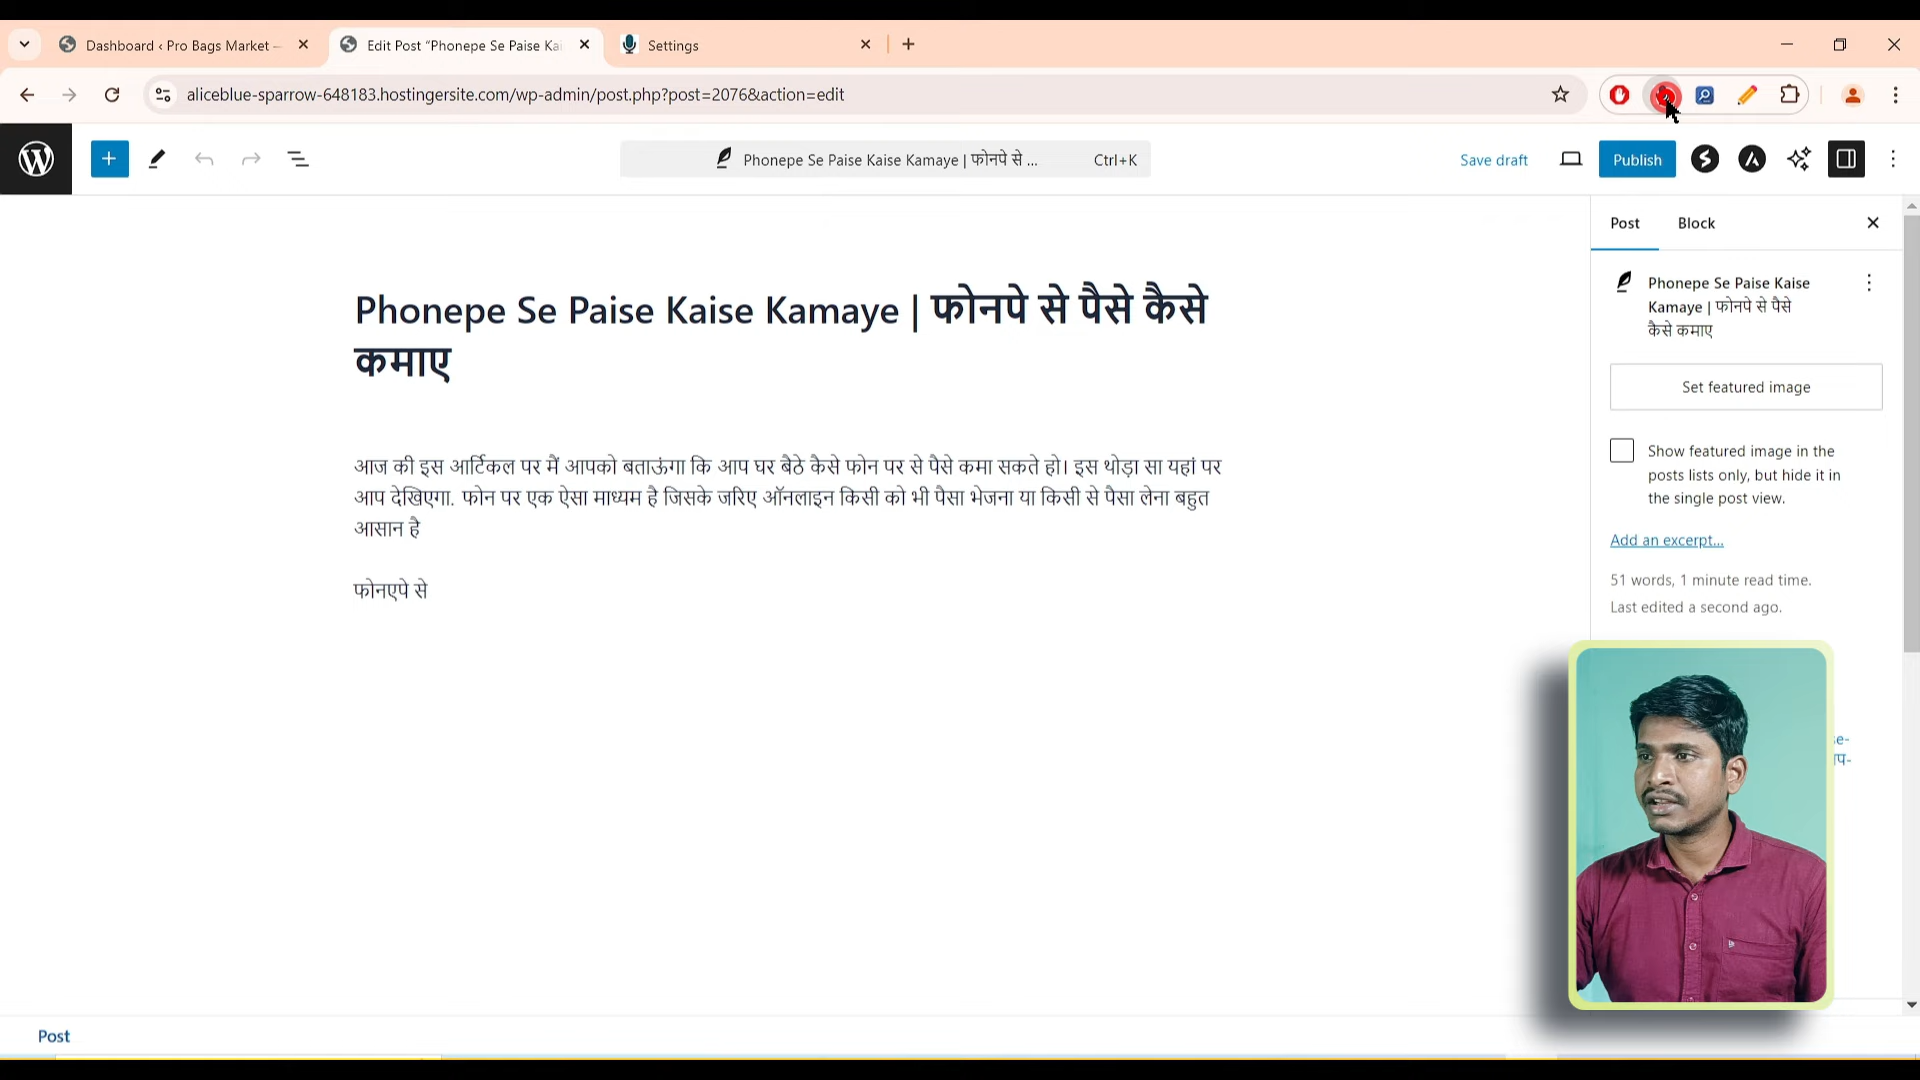 Dashboard ‹ Pro Bags Market –
Edit Post “Phonepe Se Paise Kai
Settings
aliceblue-sparrow-648183.hostingersite.com/wp-admin/post.php?post=2076&action=edit
Phonepe Se Paise Kaise Kamaye | फोनपे से ... Ctrl+K
Save draft
Publish
Post
Block
Phonepe Se Paise Kaise Kamaye | फोनपे से पैसे कैसे
कमाए
आज की इस आर्टिकल पर मैं आपको बताऊंगा कि आप घर बैठे कैसे फोन पर से पैसे कमा सकते हो। इस थोड़ा सा यहां पर
आप देखिएगा. फोन पर एक ऐसा माध्यम है जिसके जरिए ऑनलाइन किसी को भी पैसा भेजना या किसी से पैसा लेना बहुत
आसान है
फोनएपे से
Phonepe Se Paise Kaise
Kamaye | फोनपे से पैसे
कैसे कमाए
Set featured image
Show featured image in the
posts lists only, but hide it in
the single post view.
Add an excerpt...
51 words, 1 minute read time.
Last edited a second ago.
se-
Post